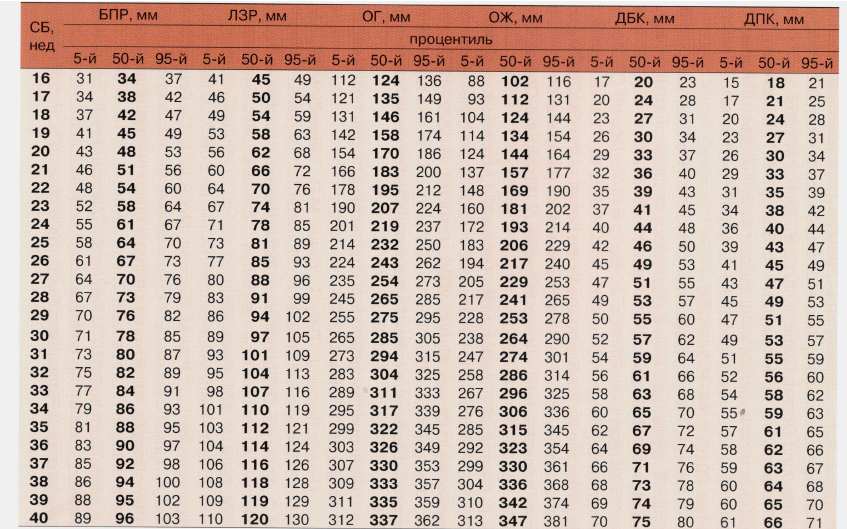 БПР, мм ЛЗР, мм ОГ, мм ОЖ, мм ДБК, мм ДПК, мм
СБ, нед
процентиль
5-й 50-й 95-й 5-й 50-й 95-й 5-й 50-й 95-й 5-й 50-й 95-й 5-й 50-й 95-й 5-й 50-й 95-й
16 31 34 37 41 45 49 112 124 136 88 102 116 17 20 23 15 18 21
17 34 38 42 46 50 54 121 135 149 93 112 131 20 24 28 17 21 25
18 37 42 47 49 54 59 131 146 161 104 124 144 23 27 31 20 24 28
19 41 45 49 53 58 63 142 158 174 114 134 154 26 30 34 23 27 31
20 43 48 53 56 62 68 154 170 186 124 144 164 29 33 37 26 30 34
21 46 51 56 60 66 72 166 183 200 137 157 177 32 36 40 29 33 37
22 48 54 60 64 70 76 178 195 212 148 169 190 35 39 43 31 35 39
23 52 58 64 67 74 81 190 207 224 160 181 202 37 41 45 34 38 42
24 55 61 67 71 78 85 201 219 237 172 193 214 40 44 48 36 40 44
25 58 64 70 73 81 89 214 232 250 183 206 229 42 46 50 39 43 47
26 61 67 73 77 85 93 224 243 262 194 217 240 45 49 53 41 45 49
27 64 70 76 80 88 96 235 254 273 205 229 253 47 51 55 43 47 51
28 67 73 79 83 91 99 245 265 285 217 241 265 49 53 57 45 49 53
29 70 76 82 86 94 102 255 275 295 228 253 278 50 55 60 47 51 55
30 71 78 85 89 97 105 265 285 305 238 264 290 52 57 62 49 53 57
31 73 80 87 93 101 109 273 294 315 247 274 301 54 59 64 51 55 59
32 75 82 89 95 104 113 283 304 325 258 286 314 56 61 66 52 56 60
33 77 84 91 98 107 116 289 311 333 267 296 325 58 63 68 54 58 62
34 79 86 93 101 110 119 295 317 339 276 306 336 60 65 70 55 59 63
35 81 88 95 103 112 121 299 322 345 285 315 345 62 67 72 57 61 65
36 83 90 97 104 114 124 303 326 349 292 323 354 64 69 74 58 62 66
37 85 92 98 106 116 126 307 330 353 299 330 361 66 71 76 59 63 67
38 86 94 100 108 118 128 309 333 357 304 336 368 68 73 78 60 64 68
39 88 95 102 109 119 129 311 335 359 310 342 374 69 74 79 60 65 70
40 89 96 103 110 120 130 312 337 362 313 347 381 70 75 80 61 66 71